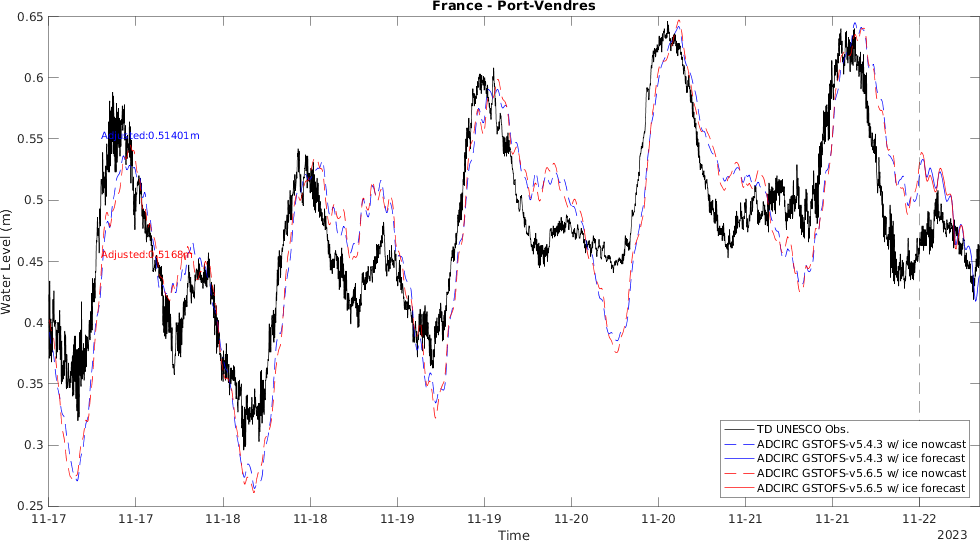 France - Port-Vendres
0.65
0.6
0.55
0.5
0.45
0.4
0.35
0.3
0.25
Water Level (m)
Adjusted:0.51401m
Adjusted:0.5168m
TD UNESCO Obs.
ADCIRC GSTOFS-v5.4.3 w/ ice nowcast
ADCIRC GSTOFS-v5.4.3 w/ ice forecast
ADCIRC GSTOFS-v5.6.5 w/ ice nowcast
ADCIRC GSTOFS-v5.6.5 w/ ice forecast
11-17 11-17 11-18 11-18 11-19 11-19 11-20 11-20 11-21 11-21 11-22
Time
2023